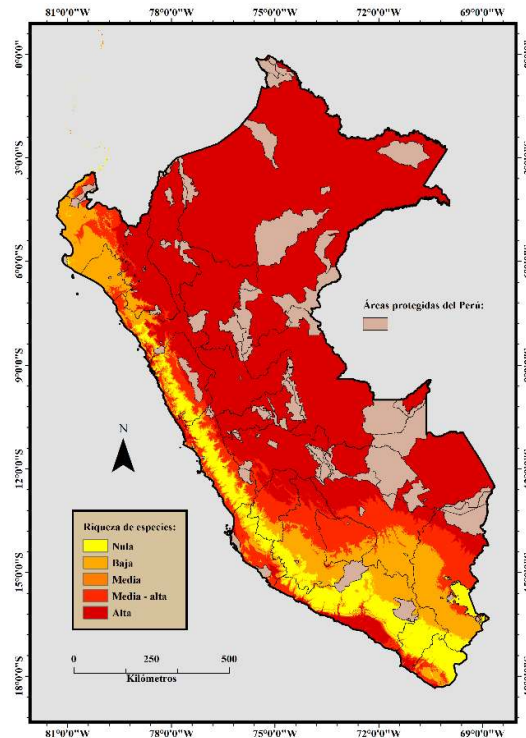 81°0'0"W 78°0'0"W 75°0'0"W 72°0'0"W 69°0'0"W
0°0'0"
3°0'0"S
6°0'0"S
Áreas protegidas del Perú:
9°0'0"S
N
12°0'0"S
Riqueza de especies:
Nula
Baja
Media
Media - alta
Alta
15°0'0"S
0 250 500
Kilómetros
18°0'0"S
81°0'0"W 78°0'0"W 75°0'0"W 72°0'0"W 69°0'0"W